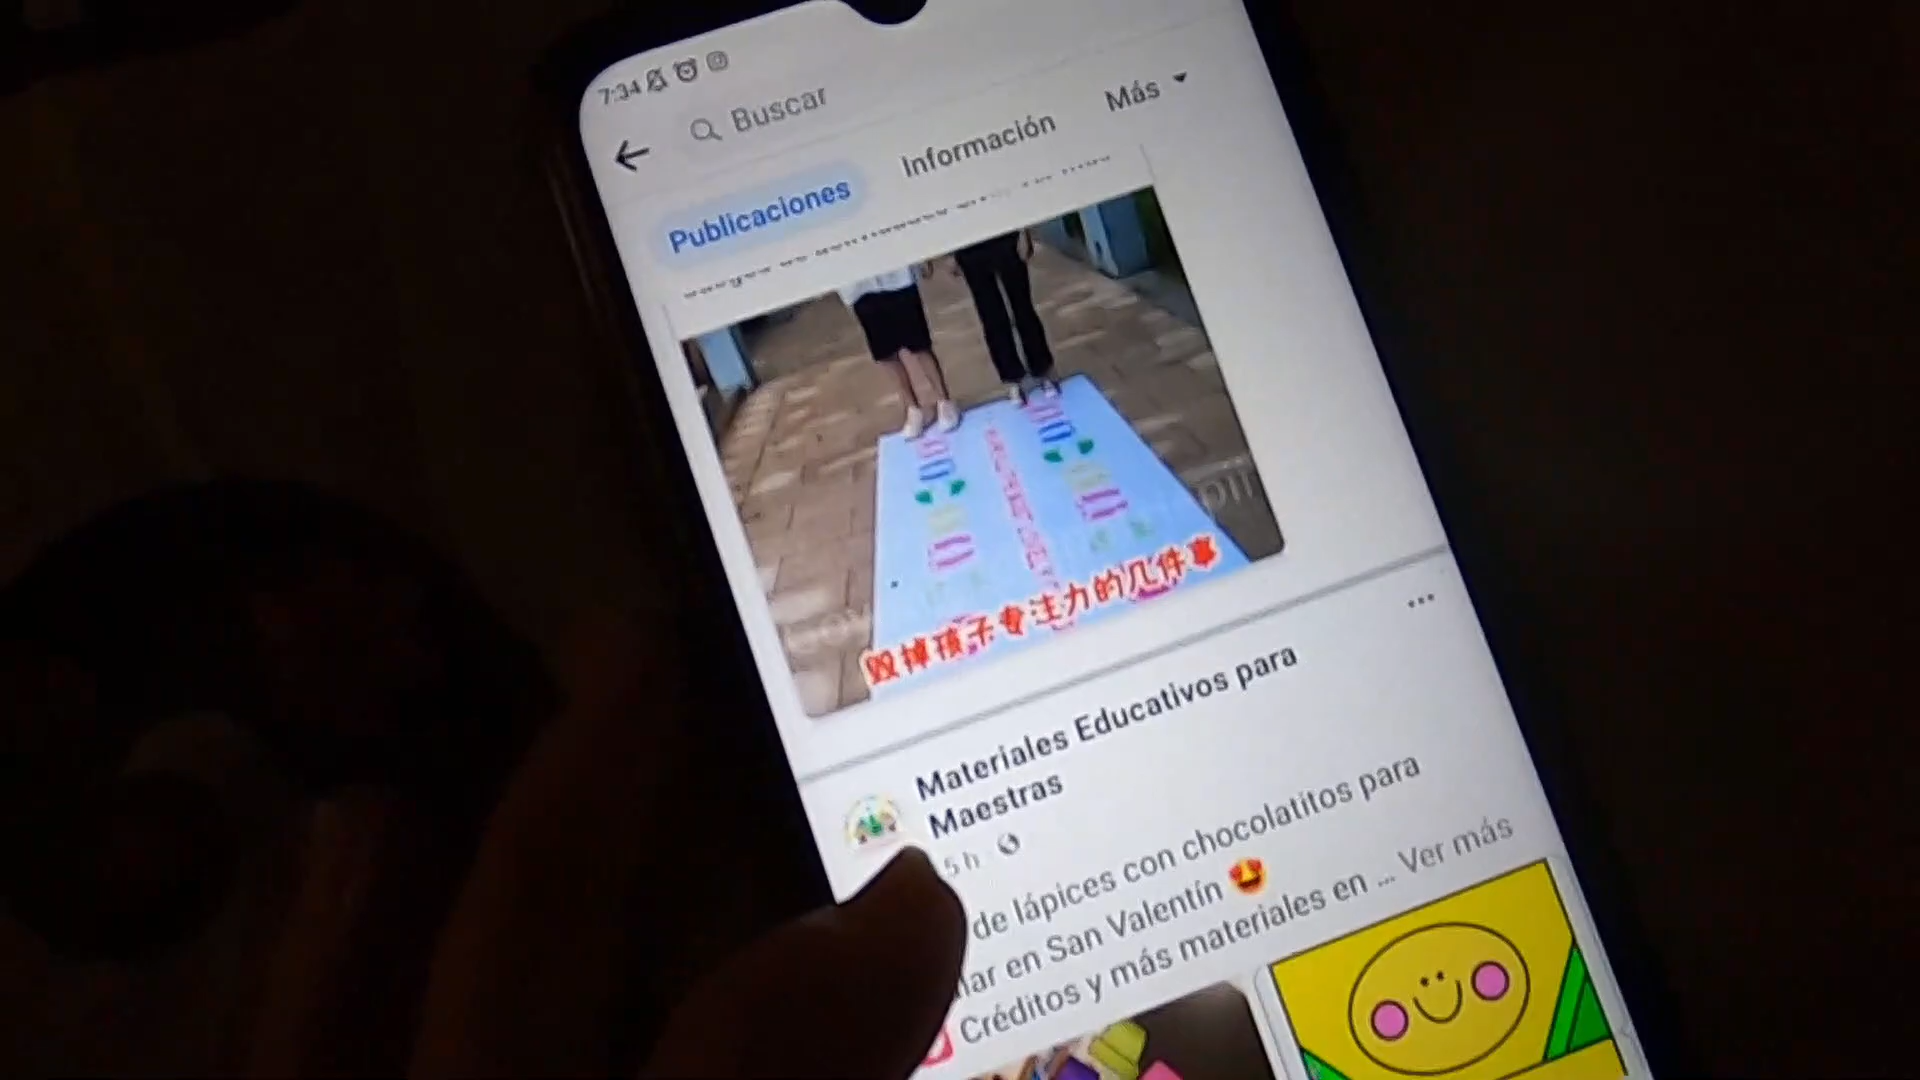 7:34
Buscar
Publicaciones
Información
Más
毁掉孩子专注力的几件事
Materiales Educativos para
Maestras
5 h
de lápices con chocolatitos para
en San Valentín
Créditos y más materiales en ... Ver más